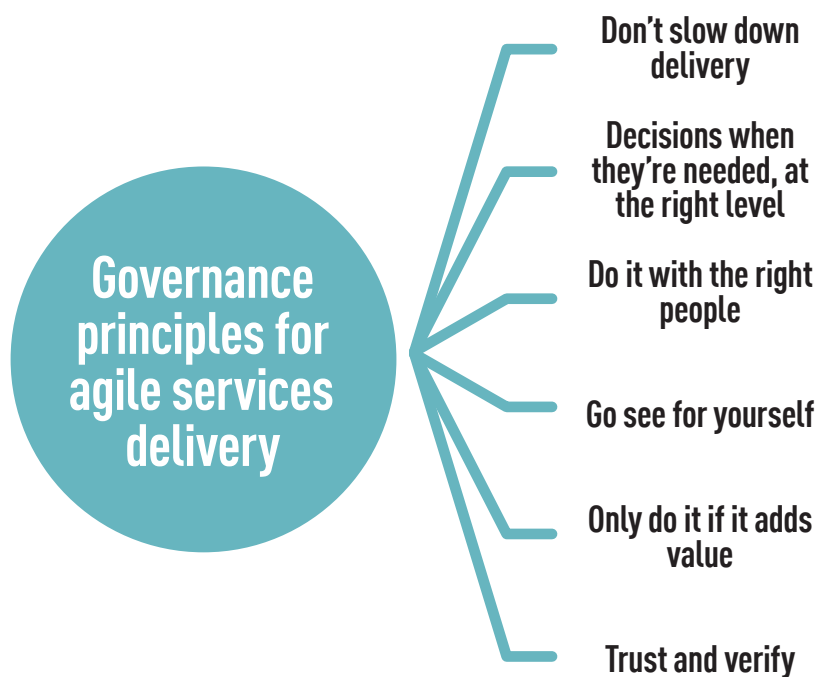 Governance
principles for
agile services
delivery
Don't slow down
delivery
Decisions when
they're needed, at
the right level
Do it with the right
people
Go see for yourself
Only do it if it adds
value
Trust and verify